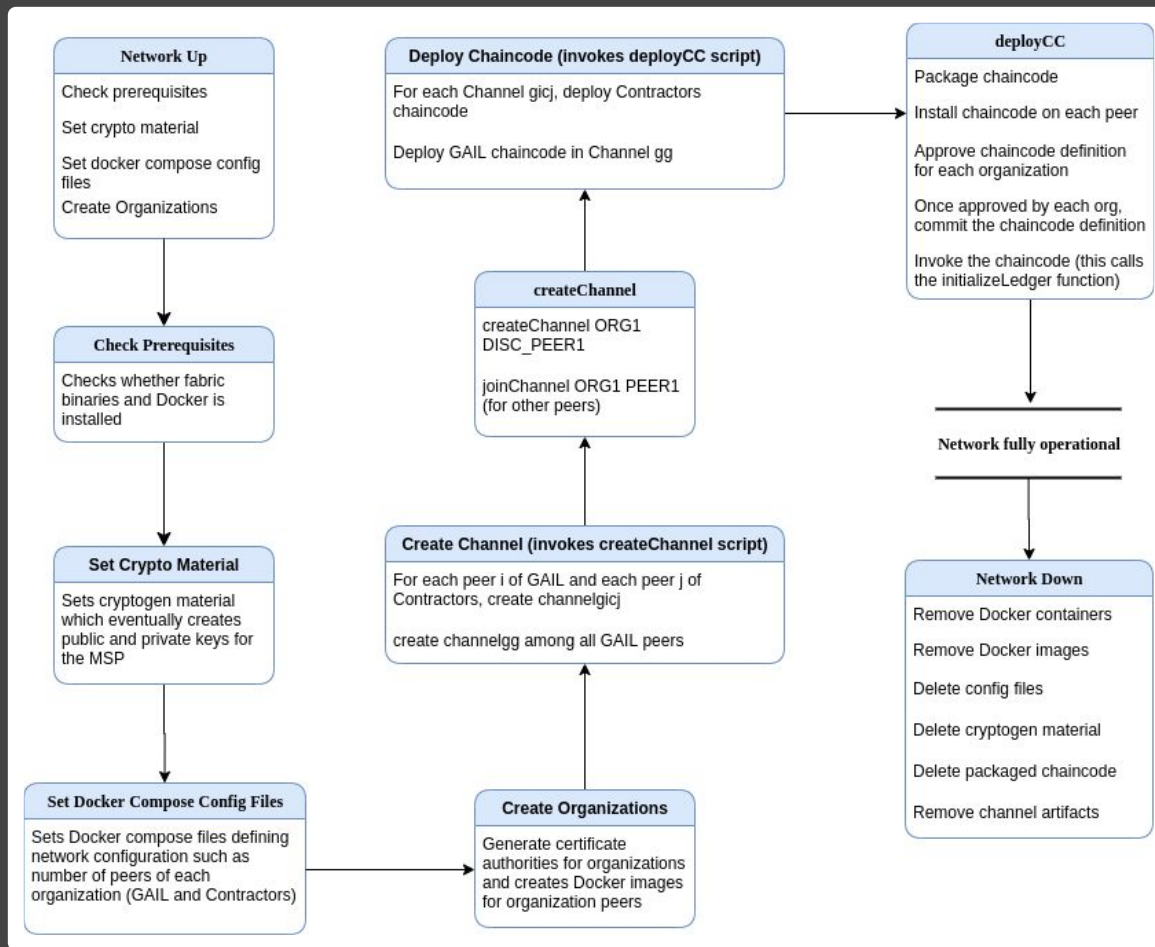 Network Up
Check prerequisites
Set crypto material
Set docker compose config
files
Create Organizations
Check Prerequisites
Checks whether fabric
binaries and Docker is
installed
Set Crypto Material
Sets cryptogen material
which eventually creates
public and private keys for
the MSP
Set Docker Compose Config Files
Sets Docker compose files defining
network configuration such as
number of peers of each
organization (GAIL and Contractors)
Create Organizations
Generate certificate
authorities for organizations
and creates Docker images
for organization peers
Create Channel (invokes createChannel script)
For each peer i of GAIL and each peer j of
Contractors, create channelgicj
create channelgg among all GAIL peers
createChannel
createChannel ORG1
DISC_PEER1
joinChannel ORG1 PEER1
(for other peers)
Deploy Chaincode (invokes deployCC script)
For each Channel gicj, deploy Contractors
chaincode
Deploy GAIL chaincode in Channel gg
deployCC
Package chaincode
Install chaincode on each peer
Approve chaincode definition
for each organization
Once approved by each org,
commit the chaincode definition
Invoke the chaincode (this calls
the initializeLedger function)
Network fully operational
Network Down
Remove Docker containers
Remove Docker images
Delete config files
Delete cryptogen material
Delete packaged chaincode
Remove channel artifacts